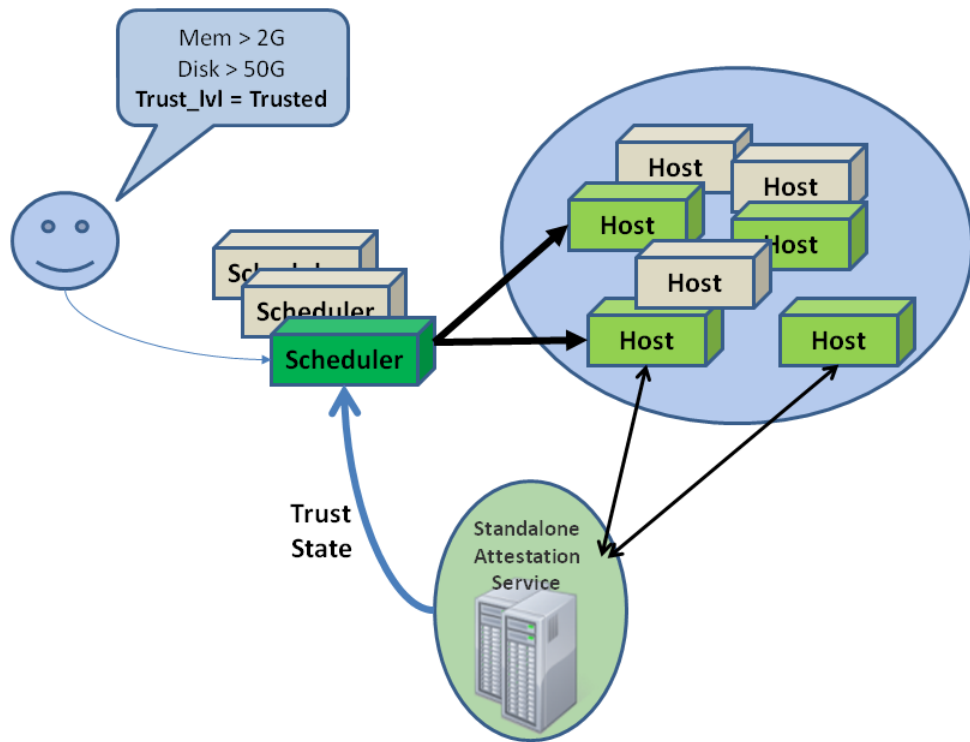 Mem > 2G
Disk > 50G
Trust_lvl = Trusted
Host
Host
Host
Host
Host
Host
Host
Scheduler
Scheduler
Trust
State
Standalone
Attestation
Service